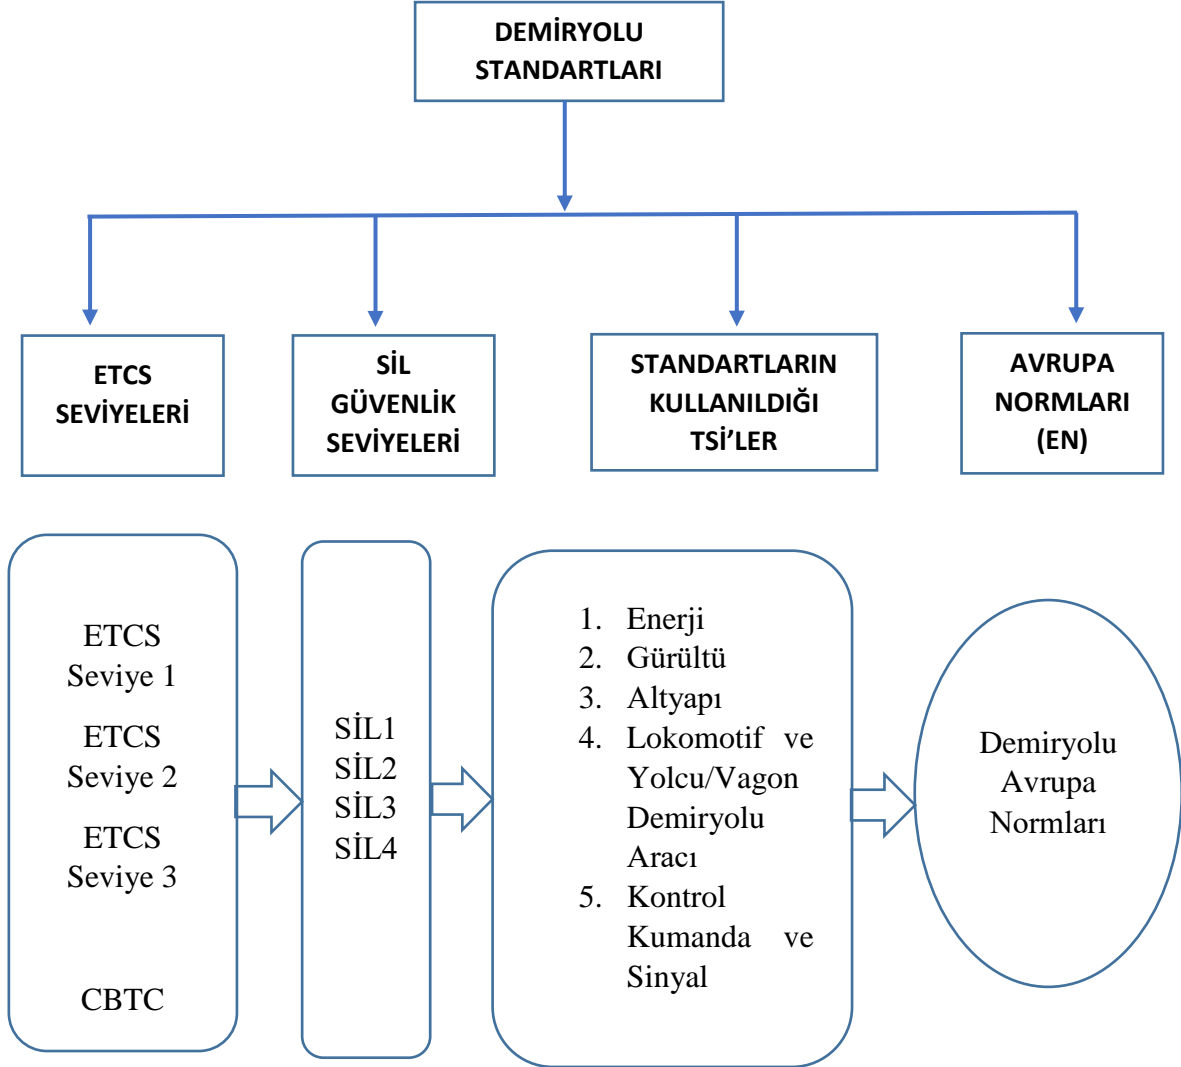 DEMİRYOLU
STANDARTLARI
ETCS
SEVİYELERİ
SİL
GÜVENLİK
SEVİYELERİ
STANDARTLARIN
KULLANILDIĞI
TSİ’LER
AVRUPA
NORMLARI
(EN)
ETCS
Seviye 1
ETCS
Seviye 2
ETCS
Seviye 3
CBTC
SİL1
SİL2
SİL3
SİL4
1. Enerji
2. Gürültü
3. Altyapı
4. Lokomotif ve
Yolcu/Vagon
Demiryolu
Aracı
5. Kontrol
Kumanda ve
Sinyal
Demiryolu
Avrupa
Normları